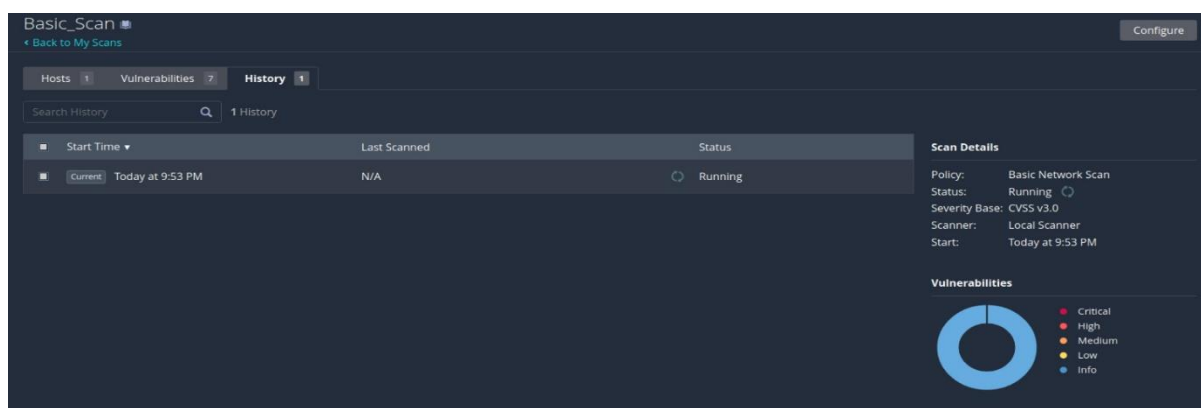 Basic_Scan
Configure
Back to My Scans
Hosts 1 Vulnerabilities 7 History 1
Search History 1 History
Start Time Last Scanned Status
Current Today at 9:53 PM N/A Running
Scan Details
Policy: Basic Network Scan
Status: Running
Severity Base: CVSS v3.0
Scanner: Local Scanner
Start: Today at 9:53 PM
Vulnerabilities
Critical
High
Medium
Low
Info